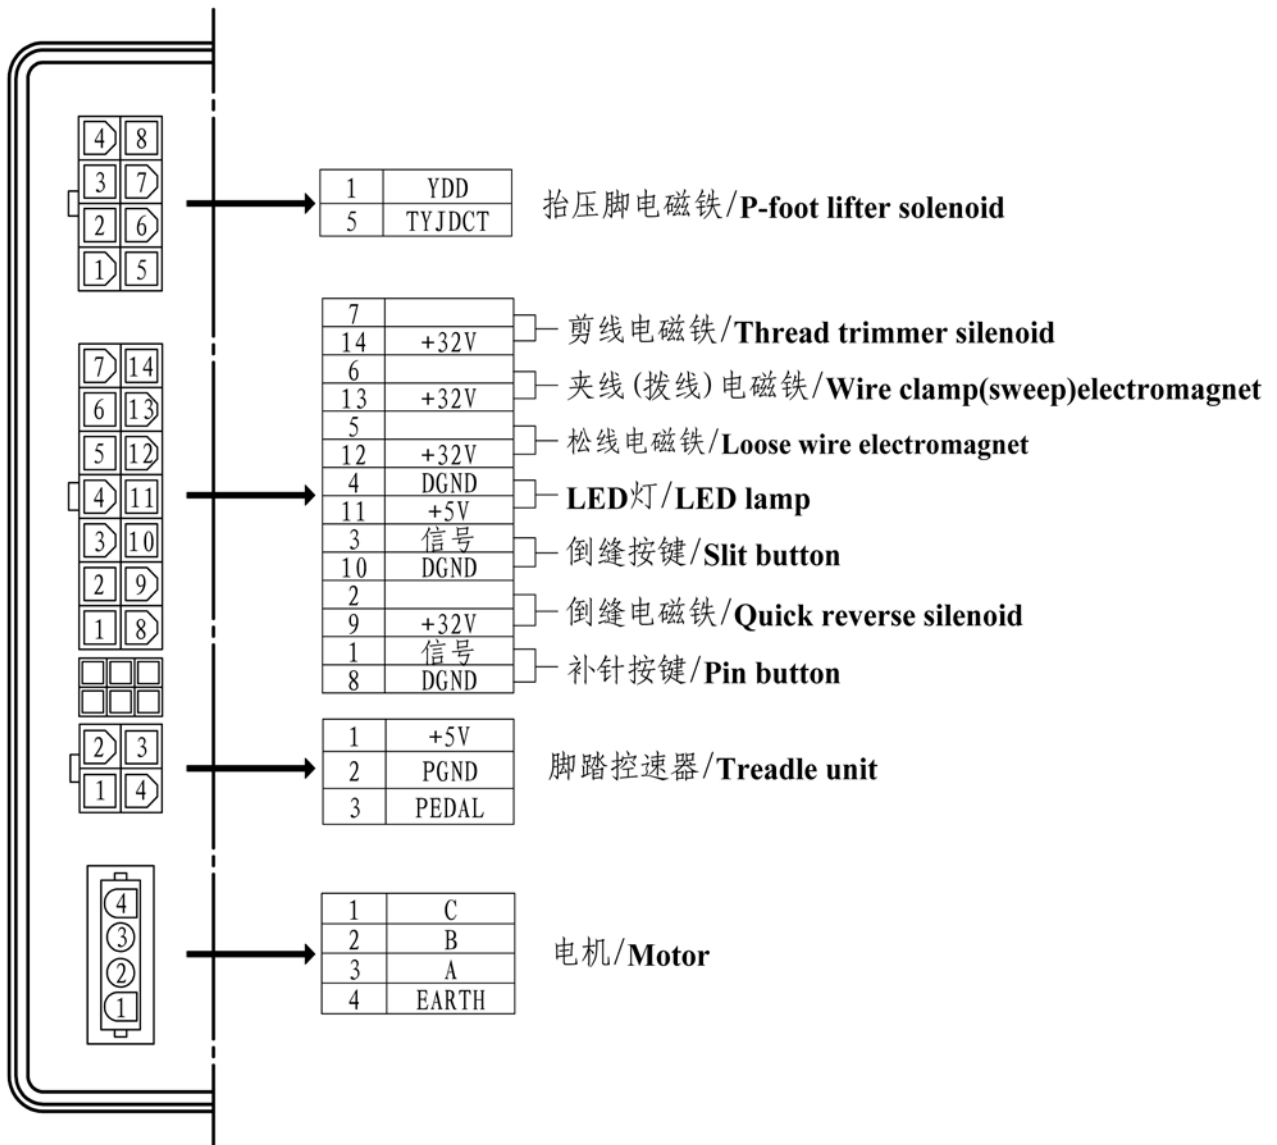 4 8
3 7
2 6
1 5
1 YDD
5 TYJDCT
抬压脚电磁铁/P-foot lifter solenoid
7 14
6 13
5 12
4 11
3 10
2 9
1 8
7
14 +32V
剪线电磁铁/Thread trimmer silenoid
6
13 +32V
夹线(拨线)电磁铁/Wire clamp(sweep)electromagnet
5
12 +32V
松线电磁铁/Loose wire electromagnet
4 DGND
11 +5V
LED灯/LED lamp
3 信号
10 DGND
倒缝按键/Slit button
2
9 +32V
倒缝电磁铁/Quick reverse silenoid
1 信号
8 DGND
补针按键/Pin button
2 3
1 4
1 +5V
2 PGND
3 PEDAL
脚踏控速器/Treadle unit
4
3
2
1
1 C
2 B
3 A
4 EARTH
电机/Motor